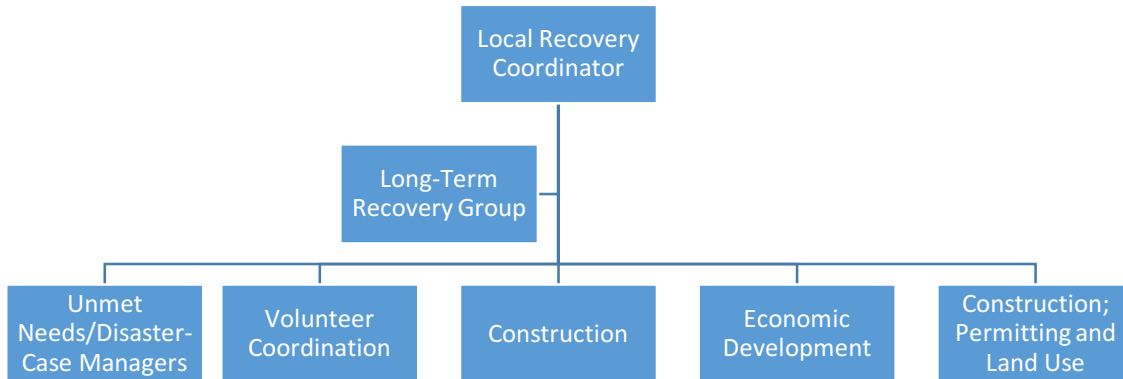 Local Recovery
Coordinator
Long-Term
Recovery Group
Unmet
Needs/Disaster-
Case Managers
Volunteer
Coordination
Construction
Economic
Development
Construction;
Permitting and
Land Use